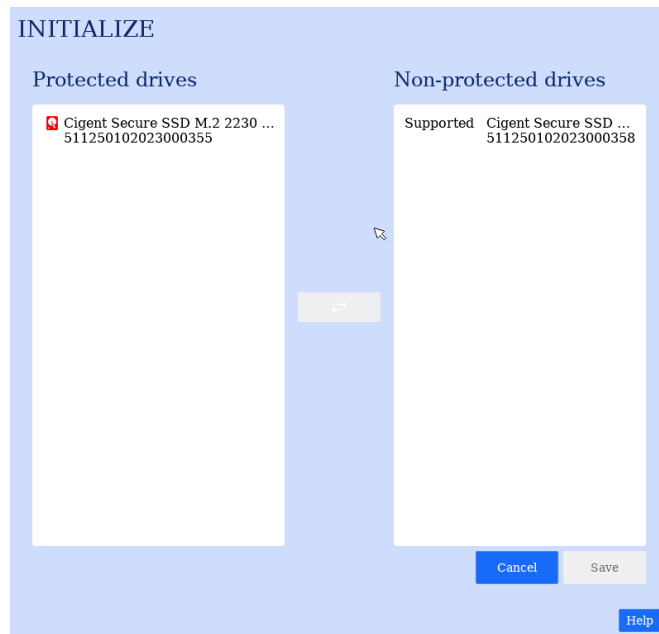 INITIALIZE
Protected drives
Cigent Secure SSD M.2 2230 ...
511250102023000355
Non-protected drives
Supported Cigent Secure SSD ...
511250102023000358
Cancel
Save
Help